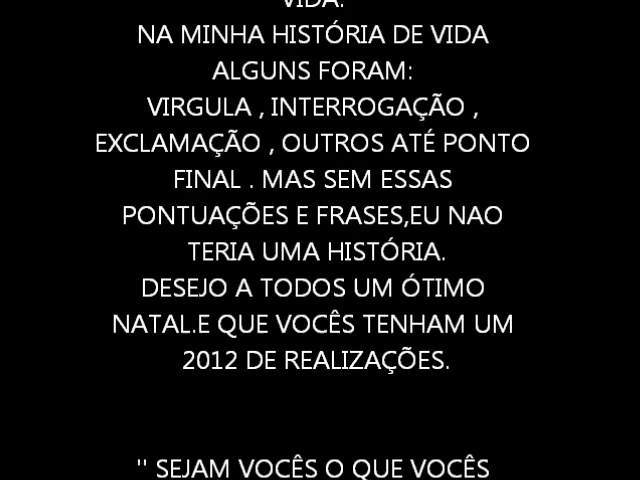 VIDA.
NA MINHA HISTÓRIA DE VIDA
ALGUNS FORAM:
VIRGULA , INTERROGAÇÃO ,
EXCLAMAÇÃO , OUTROS ATÉ PONTO
FINAL . MAS SEM ESSAS
PONTUAÇÕES E FRASES,EU NAO
TERIA UMA HISTÓRIA.
DESEJO A TODOS UM ÓTIMO
NATAL.E QUE VOCÊS TENHAM UM
2012 DE REALIZAÇÕES.
'' SEJAM VOCÊS O QUE VOCÊS